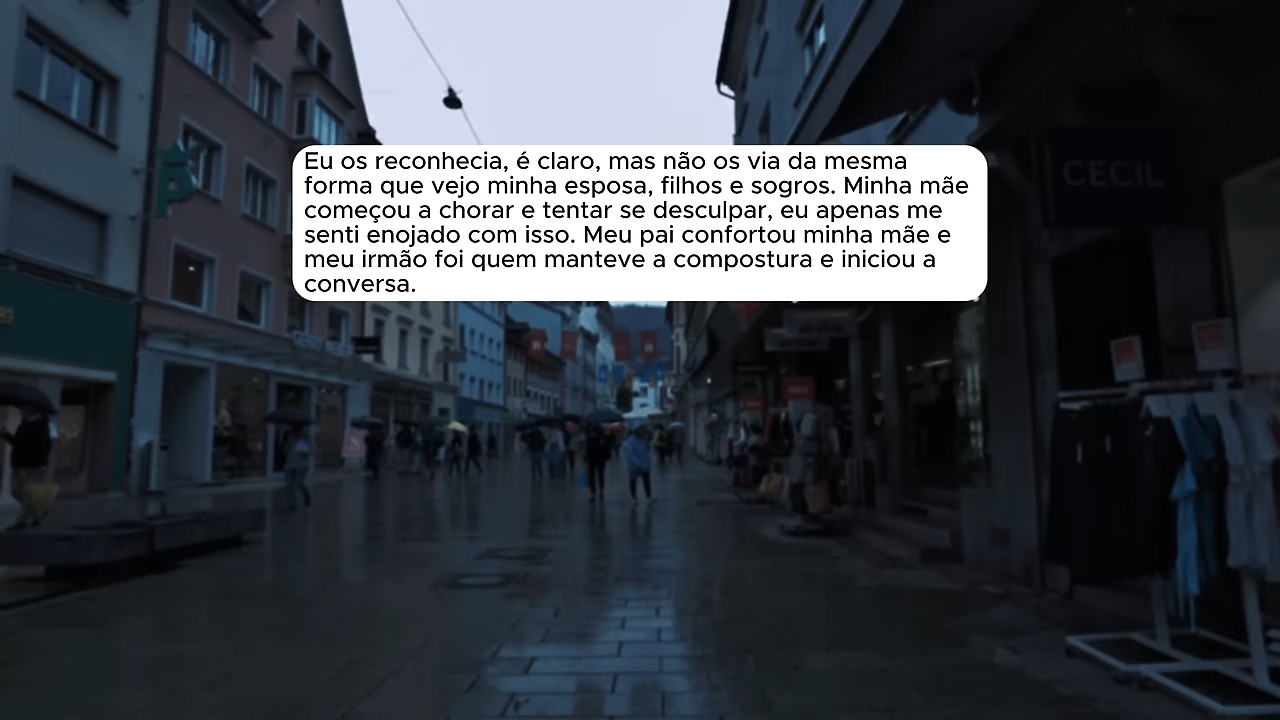 Eu os reconhecia, é claro, mas não os via da mesma
forma que vejo minha esposa, filhos e sogros. Minha mãe
começou a chorar e tentar se desculpar, eu apenas me
senti enojado com isso. Meu pai confortou minha mãe e
meu irmão foi quem manteve a compostura e iniciou a
conversa.
CECIL